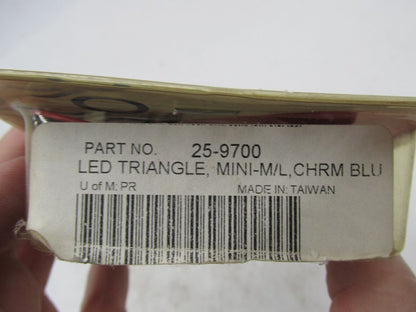 PART NO. 25-9700
LED TRIANGLE, MINI-M/L,CHRM BLU
U of M: PR MADE IN: TAIWAN